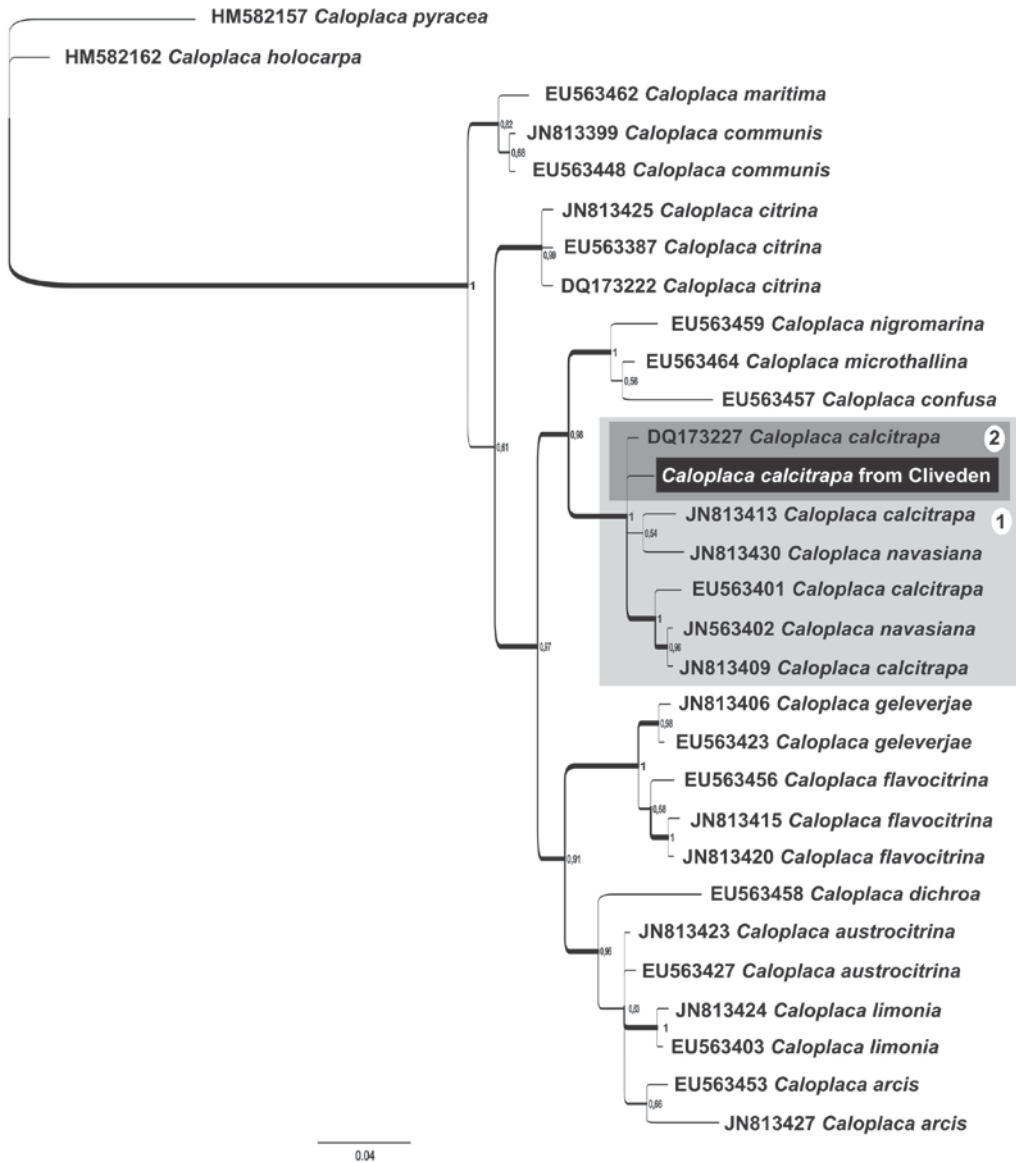 HM582157 Caloplaca pyracea
HM582162 Caloplaca holocarpa
EU563462 Caloplaca maritima
0,82
JN813399 Caloplaca communis
0,68
EU563448 Caloplaca communis
JN813425 Caloplaca citrina
EU563387 Caloplaca citrina
0,99
DQ173222 Caloplaca citrina
1
EU563459 Caloplaca nigromarina
1
EU563464 Caloplaca microthallina
0,56
EU563457 Caloplaca confusa
DQ173227 Caloplaca calcitrapa 2
0,98
0,61
Caloplaca calcitrapa from Cliveden
JN813413 Caloplaca calcitrapa 1
1
0,54
JN813430 Caloplaca navasiana
EU563401 Caloplaca calcitrapa
1
JN563402 Caloplaca navasiana
0,97
0,96
JN813409 Caloplaca calcitrapa
JN813406 Caloplaca geleverjae
0,98
EU563423 Caloplaca geleverjae
1
EU563456 Caloplaca flavocitrina
0,58
JN813415 Caloplaca flavocitrina
1
JN813420 Caloplaca flavocitrina
0,91
EU563458 Caloplaca dichroa
JN813423 Caloplaca austrocitrina
0,96
EU563427 Caloplaca austrocitrina
JN813424 Caloplaca limonia
0,83
1
EU563403 Caloplaca limonia
EU563453 Caloplaca arcis
0,66
JN813427 Caloplaca arcis
0.04